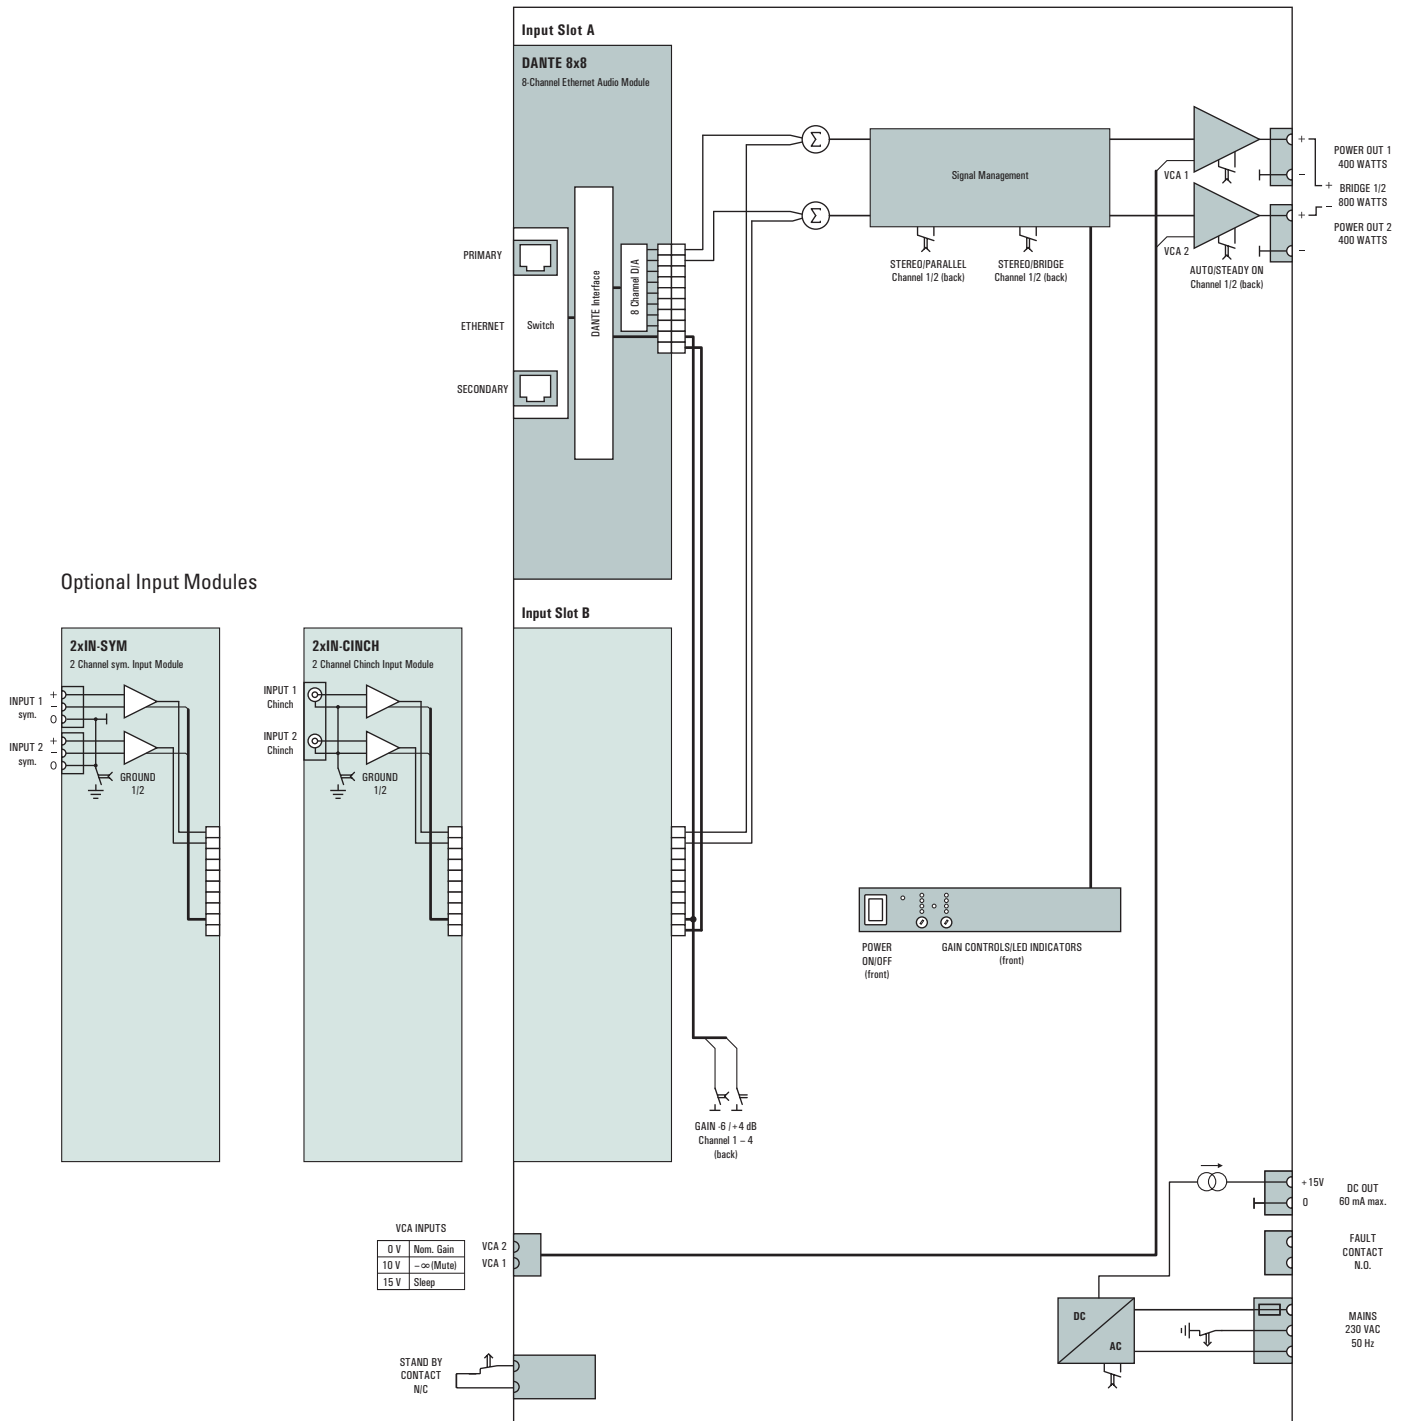 Input Slot A
DANTE 8x8
8-Channel Ethernet Audio Module
PRIMARY
ETHERNET
SECONDARY
Switch
DANTE Interface
8 Channel D/A
Σ
Σ
Signal Management
STEREO/PARALLEL
Channel 1/2 (back)
STEREO/BRIDGE
Channel 1/2 (back)
VCA 1
VCA 2
AUTO/STEADY ON
Channel 1/2 (back)
+
−
+
−
POWER OUT 1
400 WATTS
+ BRIDGE 1/2
− 800 WATTS
POWER OUT 2
400 WATTS
Optional Input Modules
2xIN-SYM
2 Channel sym. Input Module
INPUT 1
sym.
+
−
0
INPUT 2
sym.
+
−
0
GROUND
1/2
2xIN-CINCH
2 Channel Chinch Input Module
INPUT 1
Chinch
INPUT 2
Chinch
GROUND
1/2
Input Slot B
POWER
ON/OFF
(front)
GAIN CONTROLS/LED INDICATORS
(front)
GAIN -6 /+4 dB
Channel 1 – 4
(back)
VCA INPUTS
0 V Nom. Gain
10 V −∞(Mute)
15 V Sleep
VCA 2
VCA 1
STAND BY
CONTACT
N/C
+15V
0
DC OUT
60 mA max.
FAULT
CONTACT
N.O.
DC
AC
MAINS
230 VAC
50 Hz